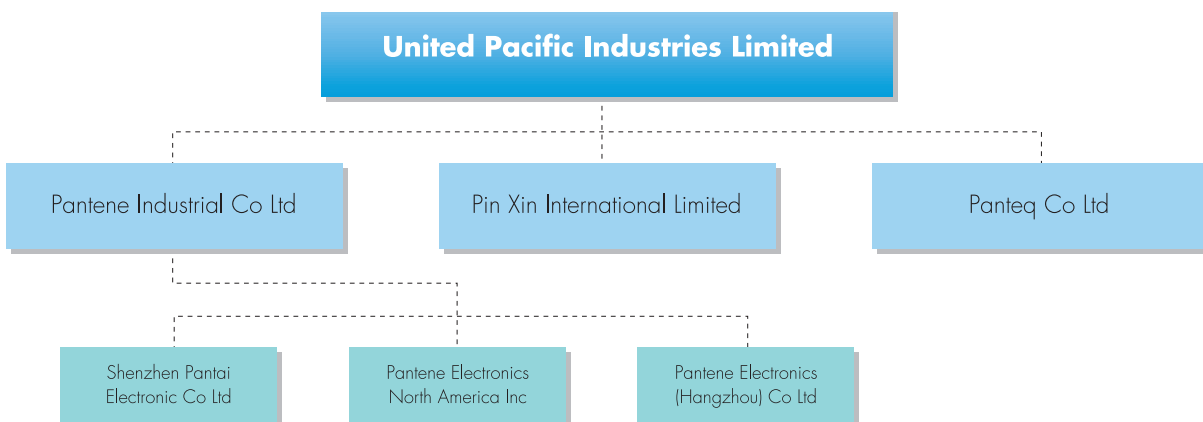 United Pacific Industries Limited
Pantene Industrial Co Ltd
Pin Xin International Limited
Panteq Co Ltd
Shenzhen Pantai
Electronic Co Ltd
Pantene Electronics
North America Inc
Pantene Electronics
(Hangzhou) Co Ltd